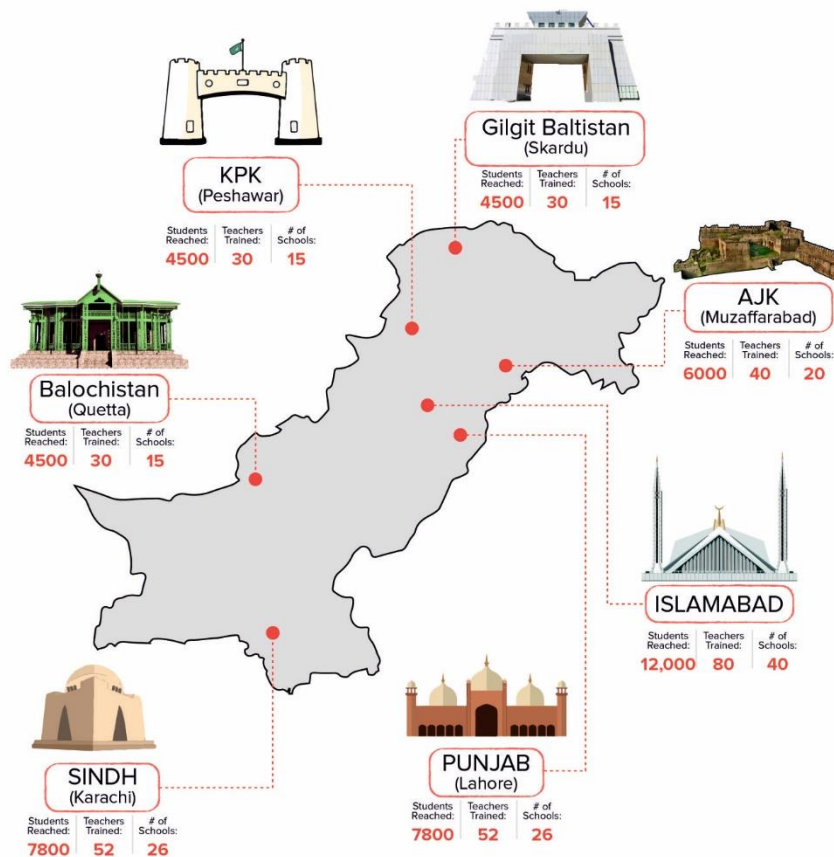 Gilgit Baltistan
(Skardu)
Students Reached: Teachers Trained: # of Schools:
4500 30 15
KPK
(Peshawar)
Students Reached: Teachers Trained: # of Schools:
4500 30 15
AJK
(Muzaffarabad)
Students Reached: Teachers Trained: # of Schools:
6000 40 20
Balochistan
(Quetta)
Students Reached: Teachers Trained: # of Schools:
4500 30 15
ISLAMABAD
Students Reached: Teachers Trained: # of Schools:
12,000 80 40
SINDH
(Karachi)
Students Reached: Teachers Trained: # of Schools:
7800 52 26
PUNJAB
(Lahore)
Students Reached: Teachers Trained: # of Schools:
7800 52 26